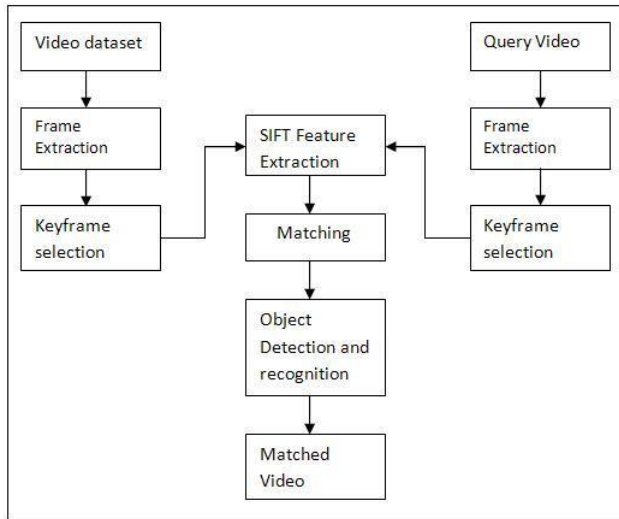 Video dataset
Frame
Extraction
Keyframe
selection
SIFT Feature
Extraction
Matching
Object
Detection and
recognition
Matched
Video
Query Video
Frame
Extraction
Keyframe
selection